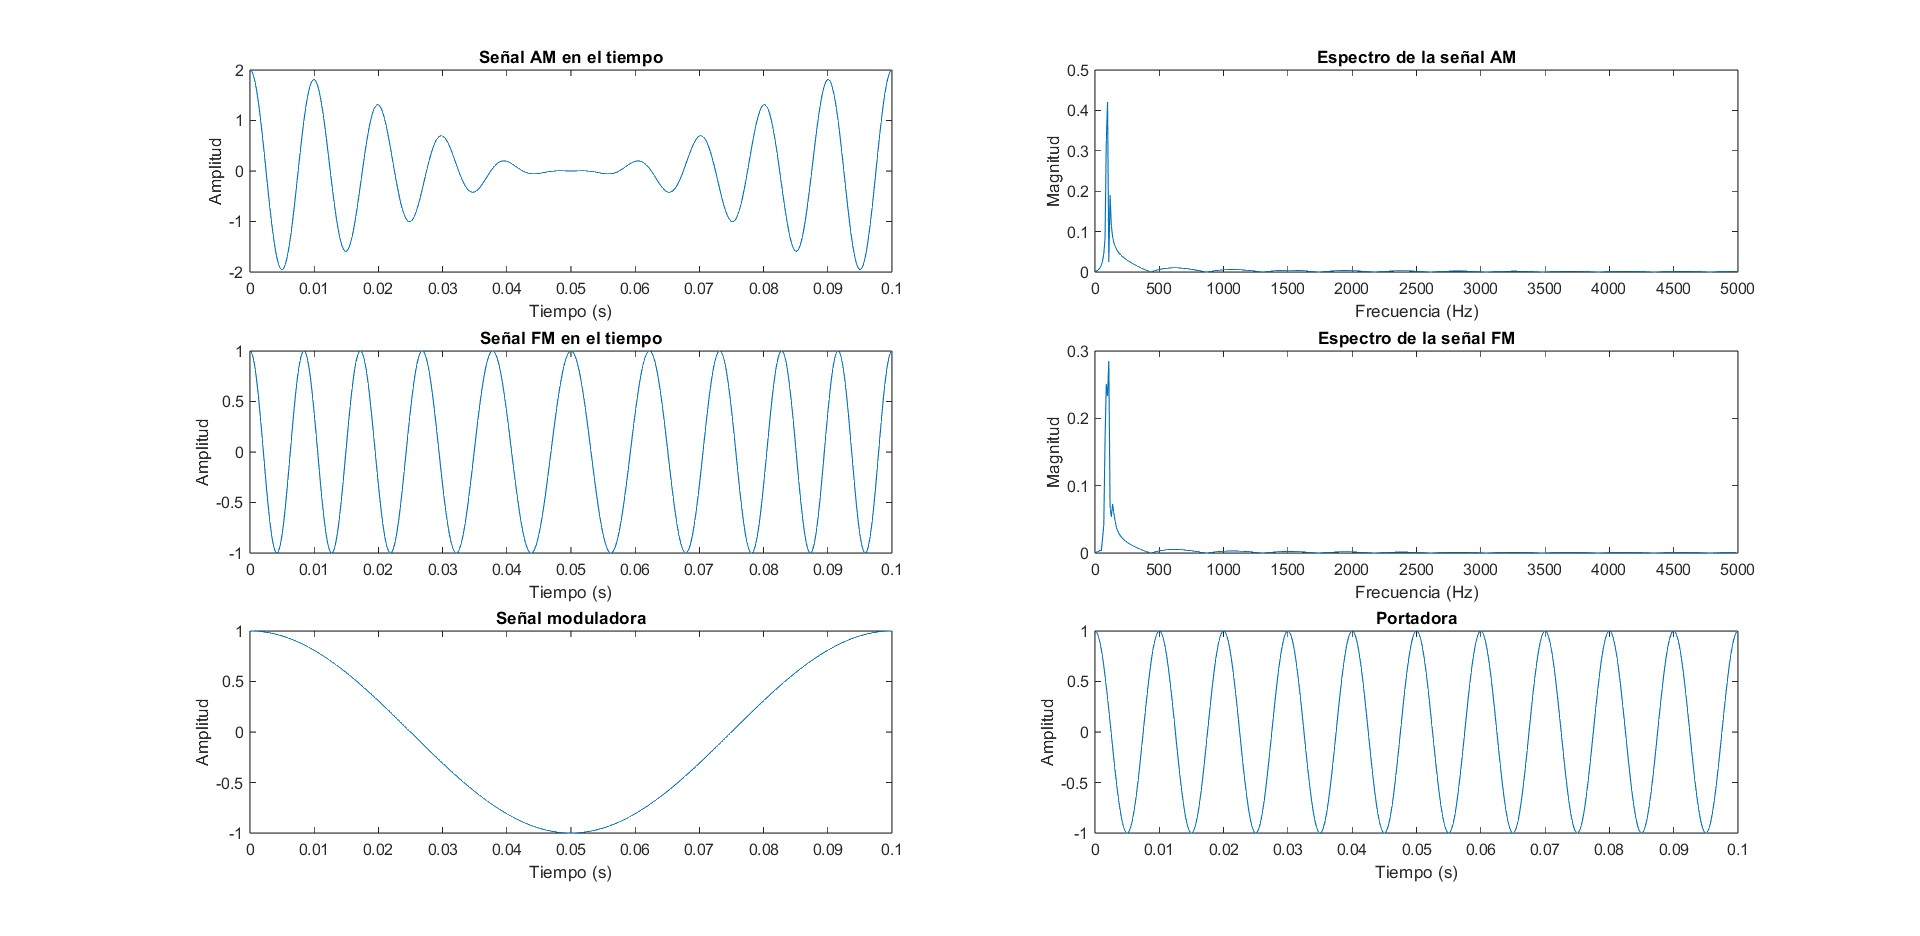 Señal AM en el tiempo
Amplitud
2
1
0
-1
-2
0 0.01 0.02 0.03 0.04 0.05 0.06 0.07 0.08 0.09 0.1
Tiempo (s)
Espectro de la señal AM
Magnitud
0.5
0.4
0.3
0.2
0.1
0
0 500 1000 1500 2000 2500 3000 3500 4000 4500 5000
Frecuencia (Hz)
Señal FM en el tiempo
Amplitud
1
0.5
0
-0.5
-1
0 0.01 0.02 0.03 0.04 0.05 0.06 0.07 0.08 0.09 0.1
Tiempo (s)
Espectro de la señal FM
Magnitud
0.3
0.2
0.1
0
0 500 1000 1500 2000 2500 3000 3500 4000 4500 5000
Frecuencia (Hz)
Señal moduladora
Amplitud
1
0.5
0
-0.5
-1
0 0.01 0.02 0.03 0.04 0.05 0.06 0.07 0.08 0.09 0.1
Tiempo (s)
Portadora
Amplitud
1
0.5
0
-0.5
-1
0 0.01 0.02 0.03 0.04 0.05 0.06 0.07 0.08 0.09 0.1
Tiempo (s)